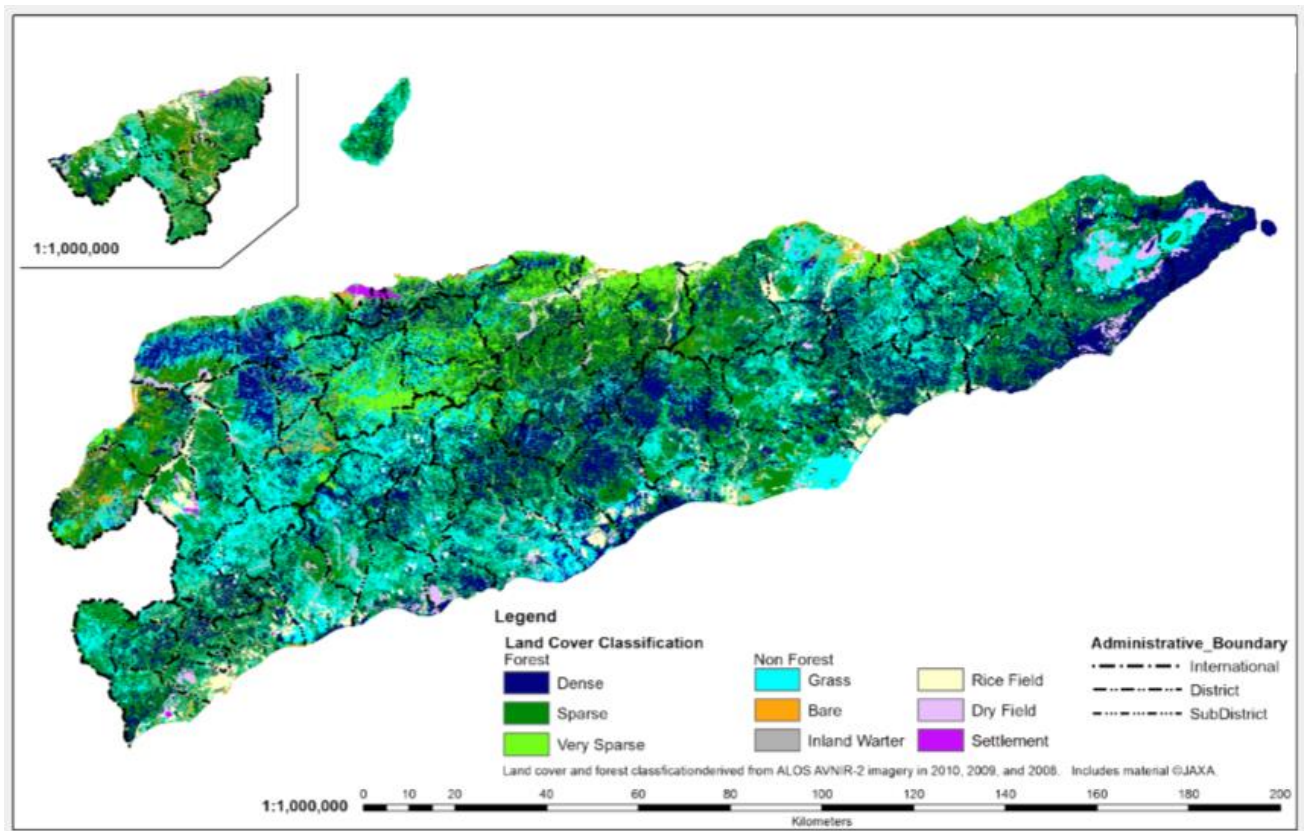 1:1,000,000
Legend
Land Cover Classification
Forest
Dense
Sparse
Very Sparse
Non Forest
Grass
Bare
Inland Warter
Rice Field
Dry Field
Settlement
Administrative_Boundary
International
District
SubDistrict
Land cover and forest classficationderived from ALOS AVNIR-2 imagery in 2010, 2009, and 2008. Includes material ©JAXA.
1:1,000,000
0 10 20 40 60 80 100 120 140 160 180 200
Kilometers